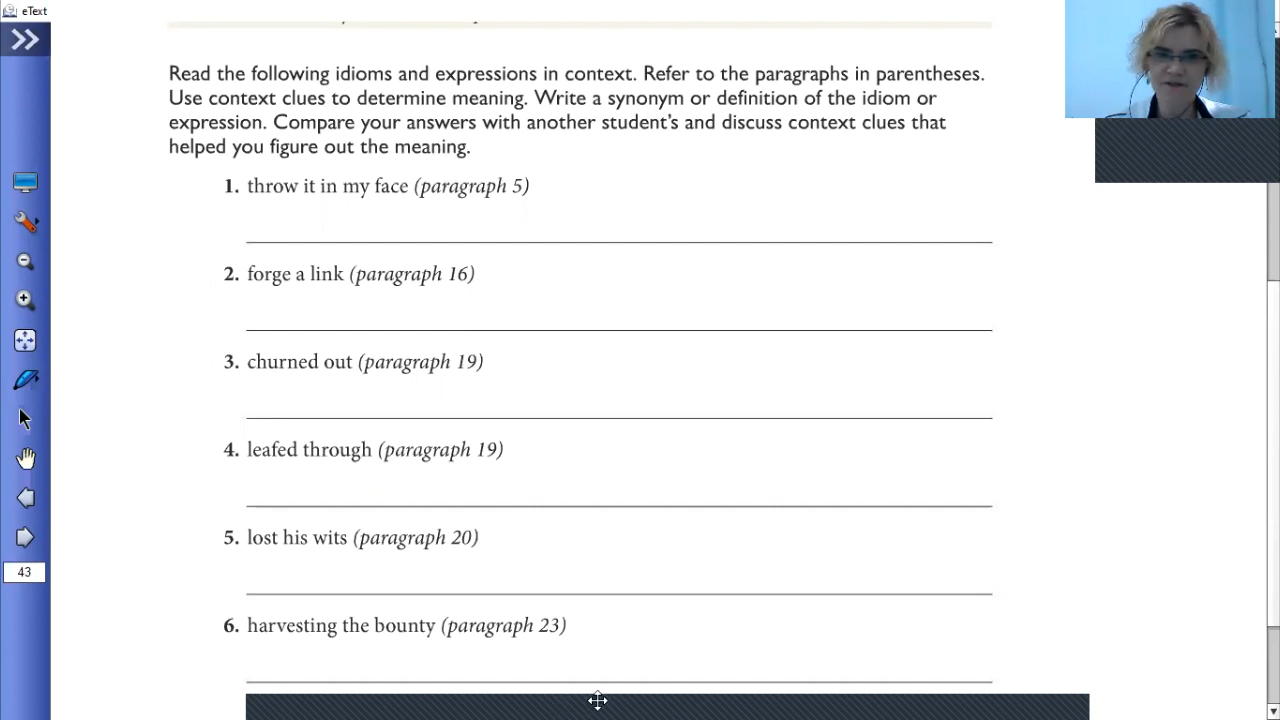 eText
Read the following idioms and expressions in context. Refer to the paragraphs in parentheses.
Use context clues to determine meaning. Write a synonym or definition of the idiom or
expression. Compare your answers with another student's and discuss context clues that
helped you figure out the meaning.
1. throw it in my face (paragraph 5)
2. forge a link (paragraph 16)
3. churned out (paragraph 19)
4. leafed through (paragraph 19)
5. lost his wits (paragraph 20)
43
6. harvesting the bounty (paragraph 23)